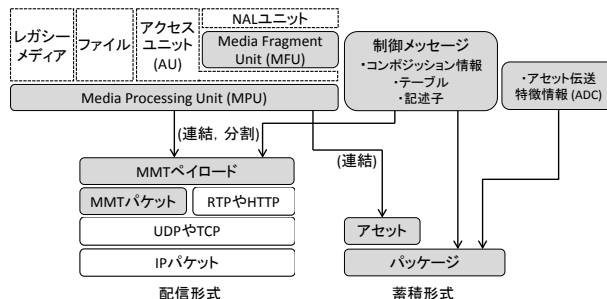 レガシー
メディア
ファイル
アクセス
ユニット
(AU)
NALユニット
Media Fragment
Unit (MFU)
Media Processing Unit (MPU)
制御メッセージ
・コンポジッション情報
・テーブル
・記述子
・アセット伝送
特徴情報 (ADC)
(連結, 分割)
(連結)
MMTペイロード
MMTパケット
RTPやHTTP
UDPやTCP
IPパケット
アセット
パッケージ
配信形式
蓄積形式